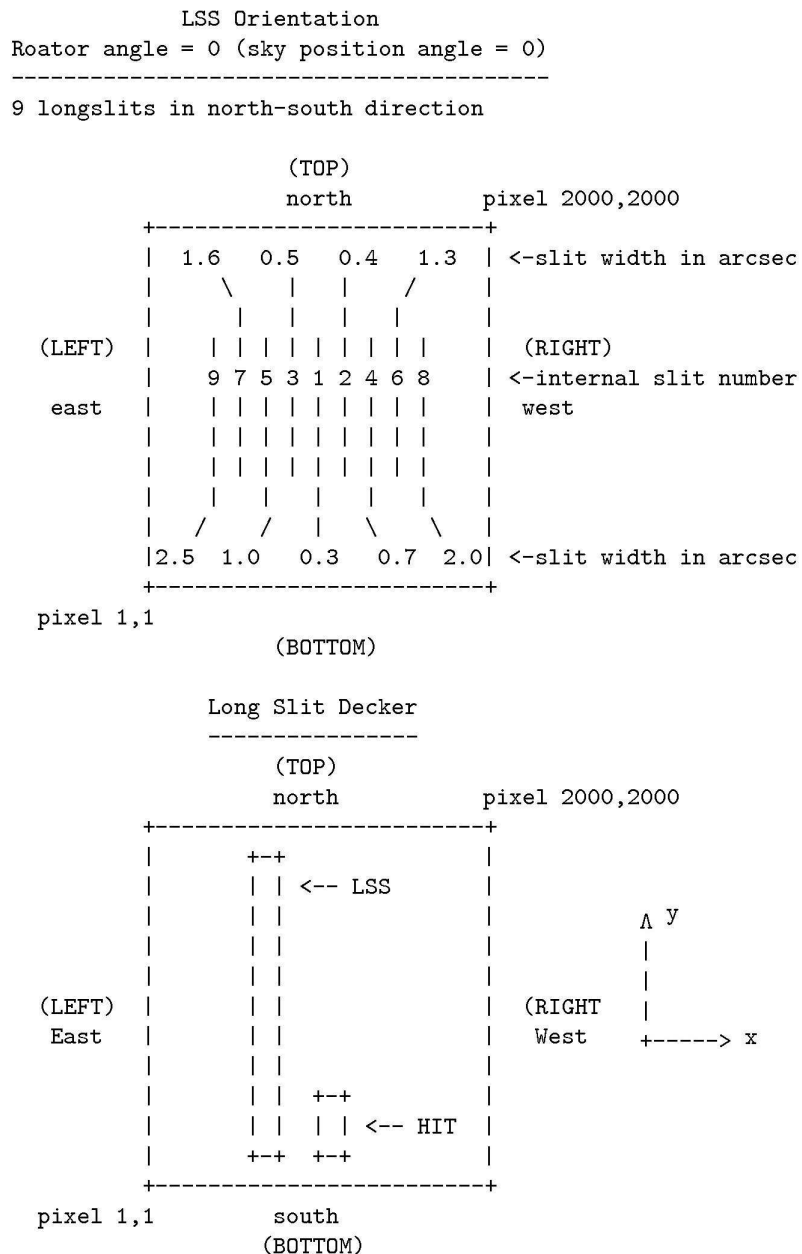 LSS Orientation
Roator angle = 0 (sky position angle = 0)
-----------------------------------------
9 longslits in north-south direction

                     (TOP)
                     north          pixel 2000,2000
          +-------------------------+
          |  1.6   0.5   0.4   1.3  | <-slit width in arcsec
          |     \    |   |    /     |
          |      |   |   |   |      |
  (LEFT)  |    | | | | | | | | |    |  (RIGHT)
          |    9 7 5 3 1 2 4 6 8    | <-internal slit number
   east   |    | | | | | | | | |    |  west
          |    | | | | | | | | |    |
          |    | | | | | | | | |    |
          |    |   |   |   |   |    |
          |   /    /   |   \    \   |
          |2.5  1.0   0.3   0.7  2.0| <-slit width in arcsec
          +-------------------------+
  pixel 1,1
                    (BOTTOM)

               Long Slit Decker
               ----------------
                    (TOP)
                    north           pixel 2000,2000
          +-------------------------+
          |       +-+               |
          |       | | <-- LSS       |
          |       | |               |         Λ y
          |       | |               |         |
          |       | |               |         |
  (LEFT)  |       | |               |  (RIGHT |
   East   |       | |               |   West  +-----> x
          |       | |               |
          |       | |  +-+          |
          |       | |  | | <-- HIT  |
          |       +-+  +-+          |
          +-------------------------+
  pixel 1,1         south
                   (BOTTOM)